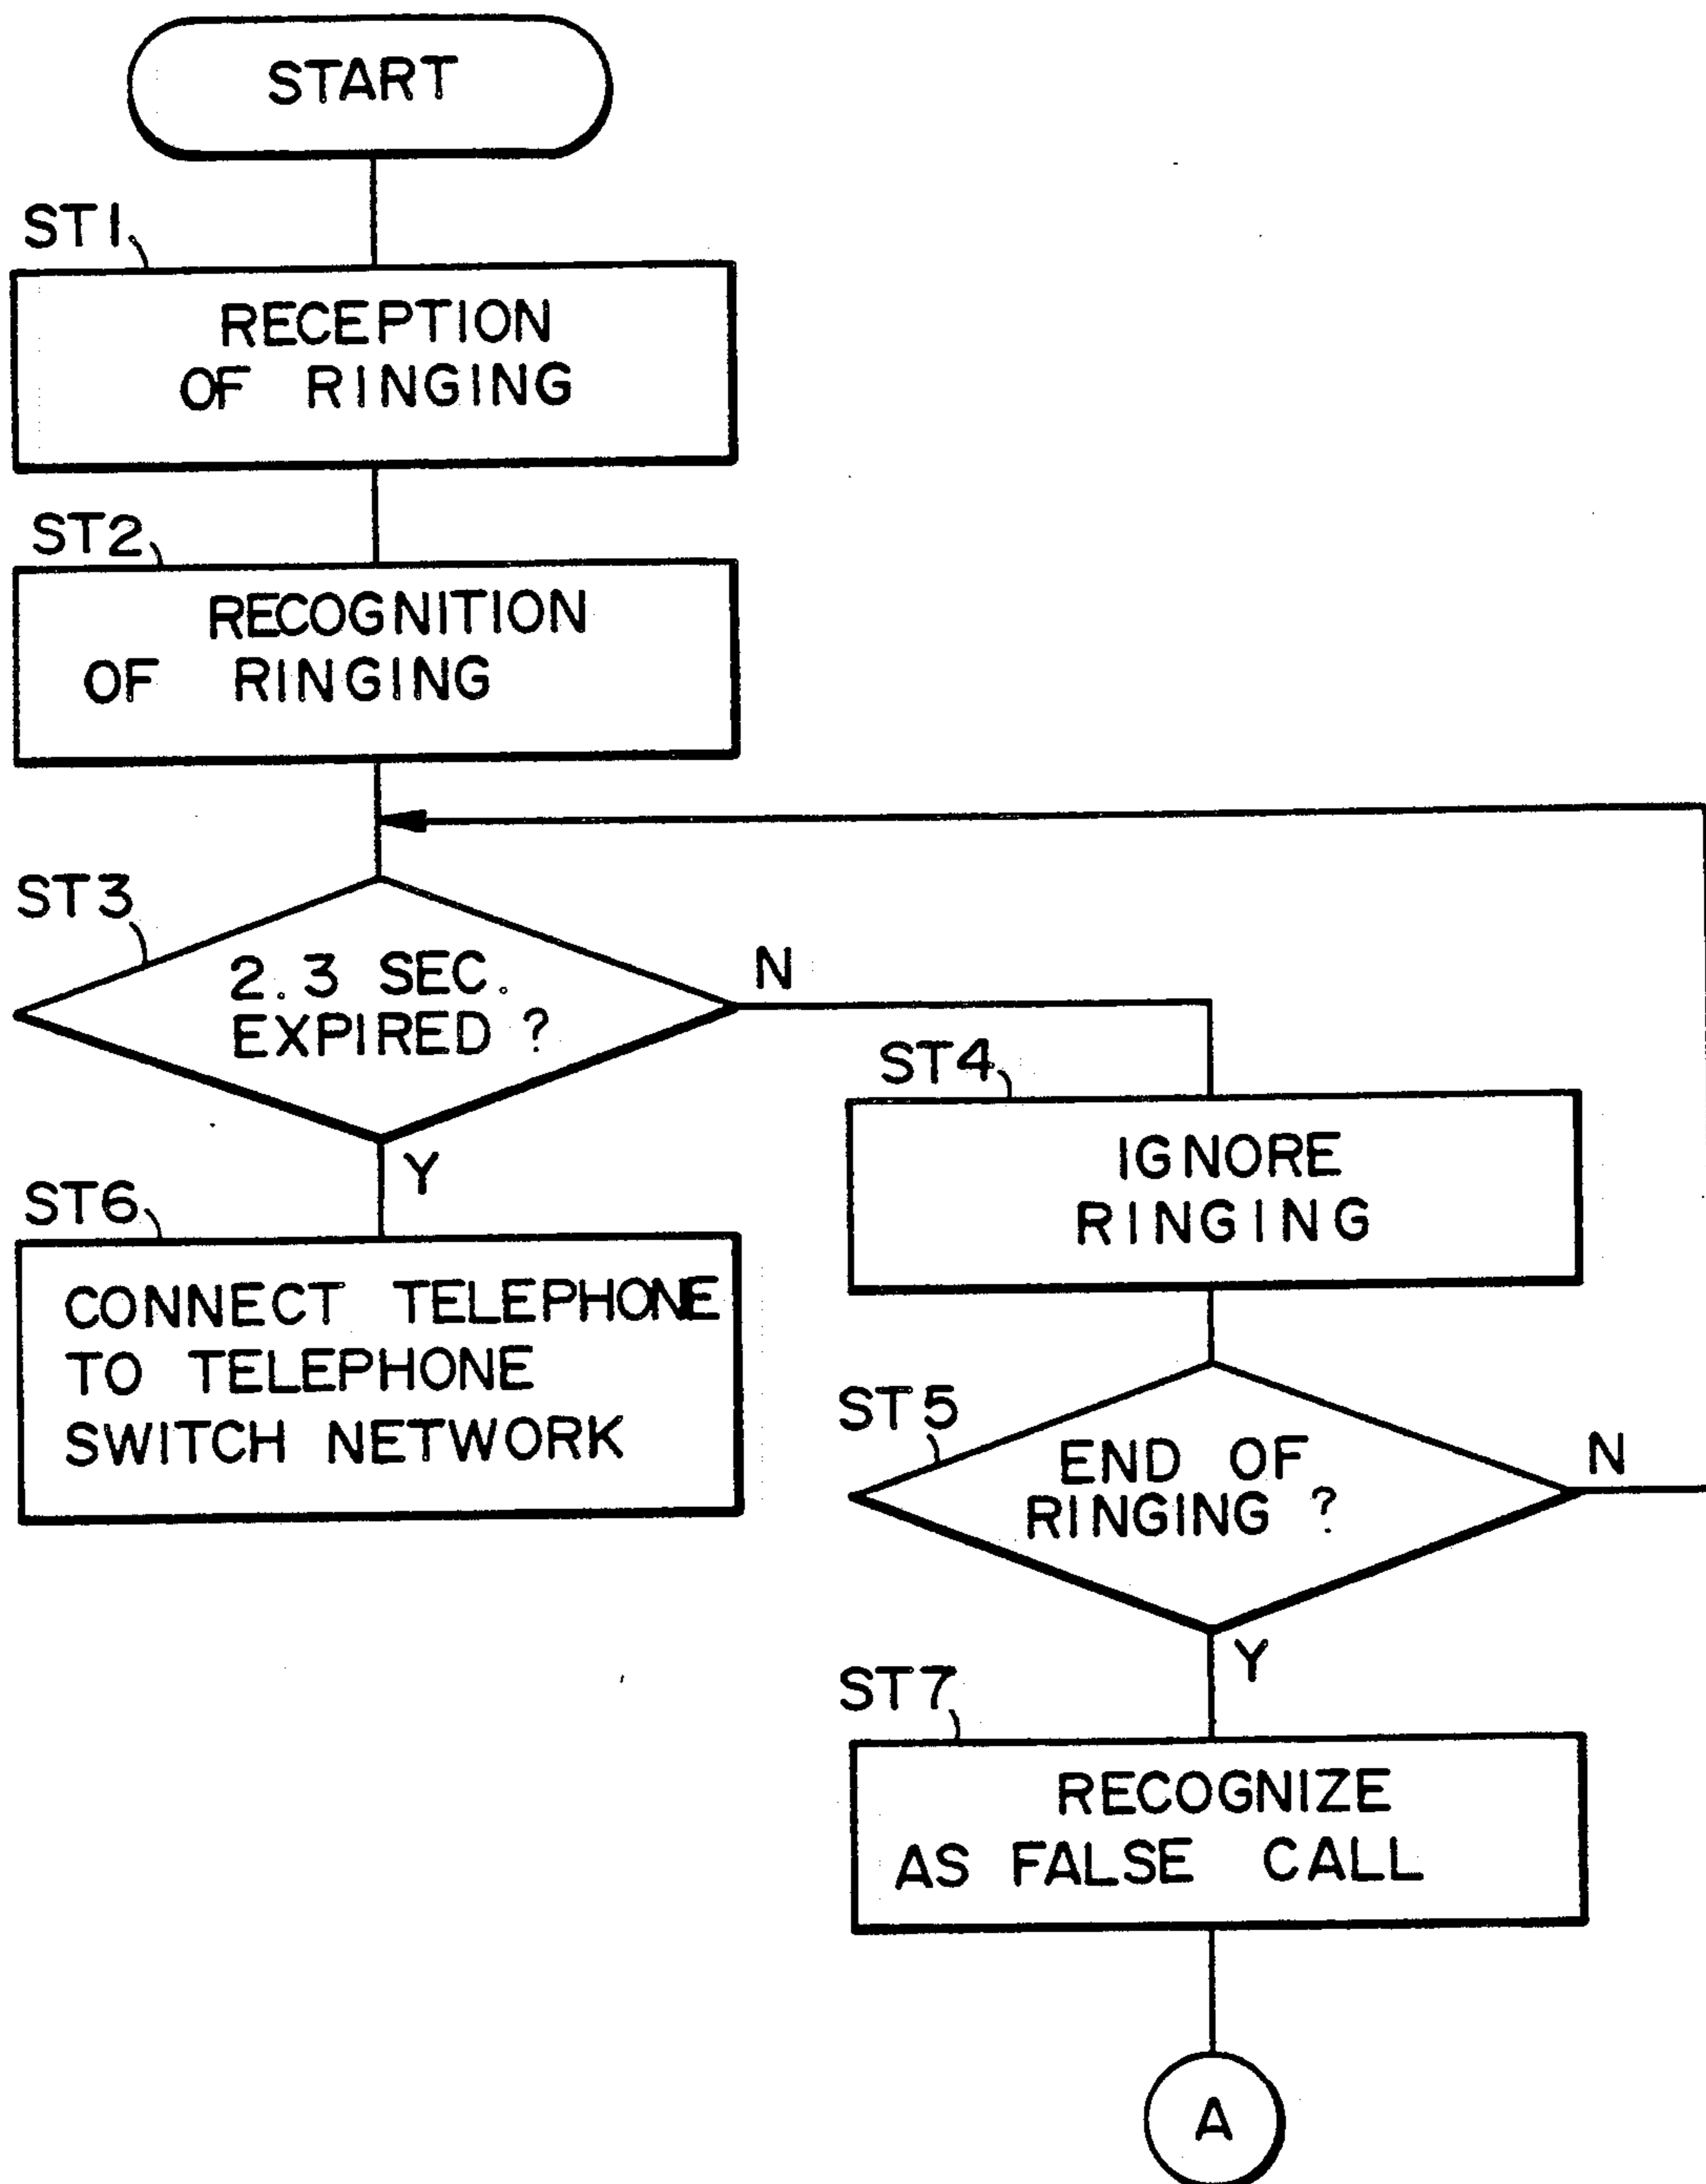 START
ST1
RECEPTION
OF RINGING
ST2
RECOGNITION
OF RINGING
ST3
2.3 SEC.
EXPIRED ?
N
ST4
IGNORE
RINGING
Y
ST6
CONNECT TELEPHONE
TO TELEPHONE
SWITCH NETWORK
ST5
END OF
RINGING ?
N
Y
ST7
RECOGNIZE
AS FALSE CALL
A